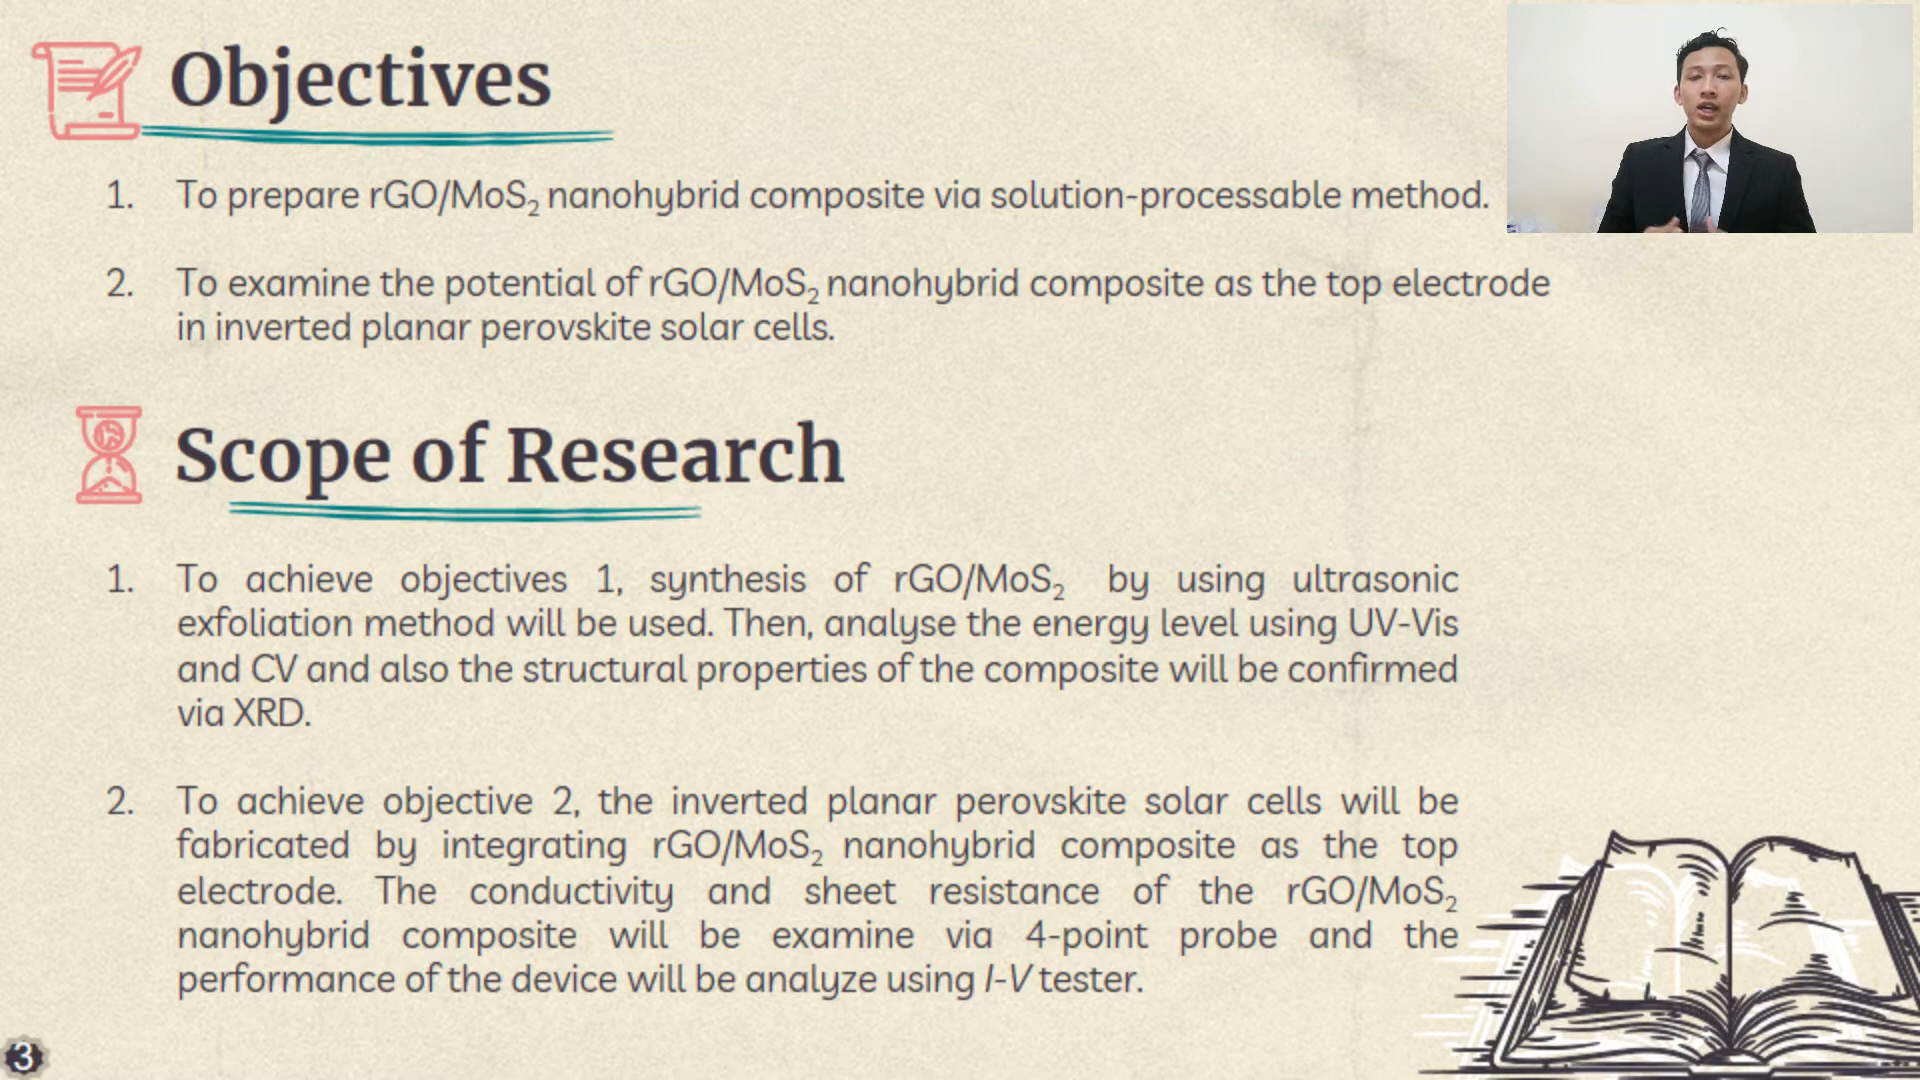 Objectives
1. To prepare rGO/MoS₂ nanohybrid composite via solution-processable method.
2. To examine the potential of rGO/MoS₂ nanohybrid composite as the top electrode
in inverted planar perovskite solar cells.
Scope of Research
1. To achieve objectives 1, synthesis of rGO/MoS₂ by using ultrasonic
exfoliation method will be used. Then, analyse the energy level using UV-Vis
and CV and also the structural properties of the composite will be confirmed
via XRD.
2. To achieve objective 2, the inverted planar perovskite solar cells will be
fabricated by integrating rGO/MoS₂ nanohybrid composite as the top
electrode. The conductivity and sheet resistance of the rGO/MoS₂
nanohybrid composite will be examine via 4-point probe and the
performance of the device will be analyze using I-V tester.
3